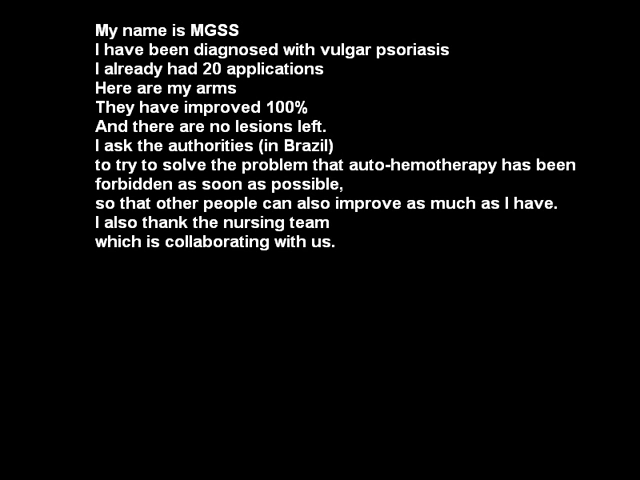 My name is MGSS
I have been diagnosed with vulgar psoriasis
I already had 20 applications
Here are my arms
They have improved 100%
And there are no lesions left.
I ask the authorities (in Brazil)
to try to solve the problem that auto-hemotherapy has been
forbidden as soon as possible,
so that other people can also improve as much as I have.
I also thank the nursing team
which is collaborating with us.